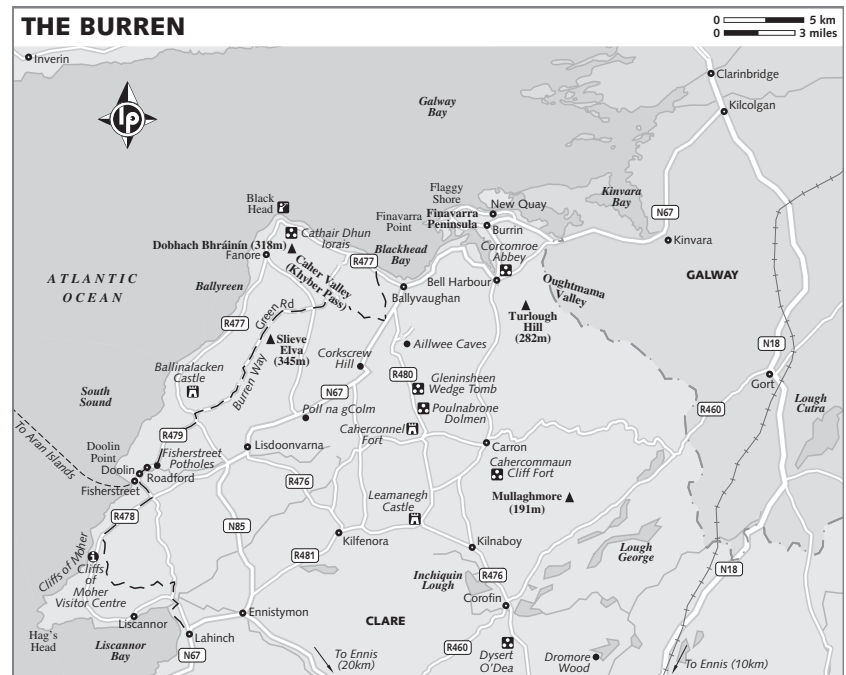 THE BURREN
0 5 km
0 3 miles
Inverin
Clarinbridge
Kilcolgan
lp
Galway
Bay
Black
Head
Flaggy
Shore
New Quay
Kinvara
Bay
N67
Finavarra
Point
Finavarra
Peninsula
Burrin
Cathair Dhun
Iorais
Dobhach Bhráinín (318m)
Fanore
Blackhead
Bay
Corcomroe
Abbey
Kinvara
R477
Caher Valley
(Khyber Pass)
GALWAY
ATLANTIC
OCEAN
Ballyreen
Bell Harbour
Oughtmama
Valley
Ballyvaughan
Green Rd
R477
Turlough
Hill
(282m)
Slieve
Elva
(345m)
Aillwee Caves
N18
Corkscrew
Hill
Ballinalacken
Castle
Burren Way
R480
Gleninsheen
Wedge Tomb
Gort
South
Sound
N67
Poulnabrone
Dolmen
R460
Lough
Cutra
Poll na gColm
Caherconnel
Fort
To Aran Islands
R479
Doolin
Point
Fisherstreet
Potholes
Lisdoonvarna
Carron
Doolin
Roadford
Fisherstreet
Cahercommaun
Cliff Fort
R476
Leamanegh
Castle
Mullaghmore
(191m)
R478
N85
Kilfenora
Kilnaboy
Lough
George
Cliffs of Moher
R481
N18
Cliffs
of
Moher
Visitor Centre
Inchiquin
Lough
R476
Corofin
Liscannor
Ennistymon
CLARE
Hag's
Head
Lahinch
Liscannor
Bay
N67
To Ennis
(20km)
R460
Dysert
O'Dea
Dromore
Wood
To Ennis (10km)